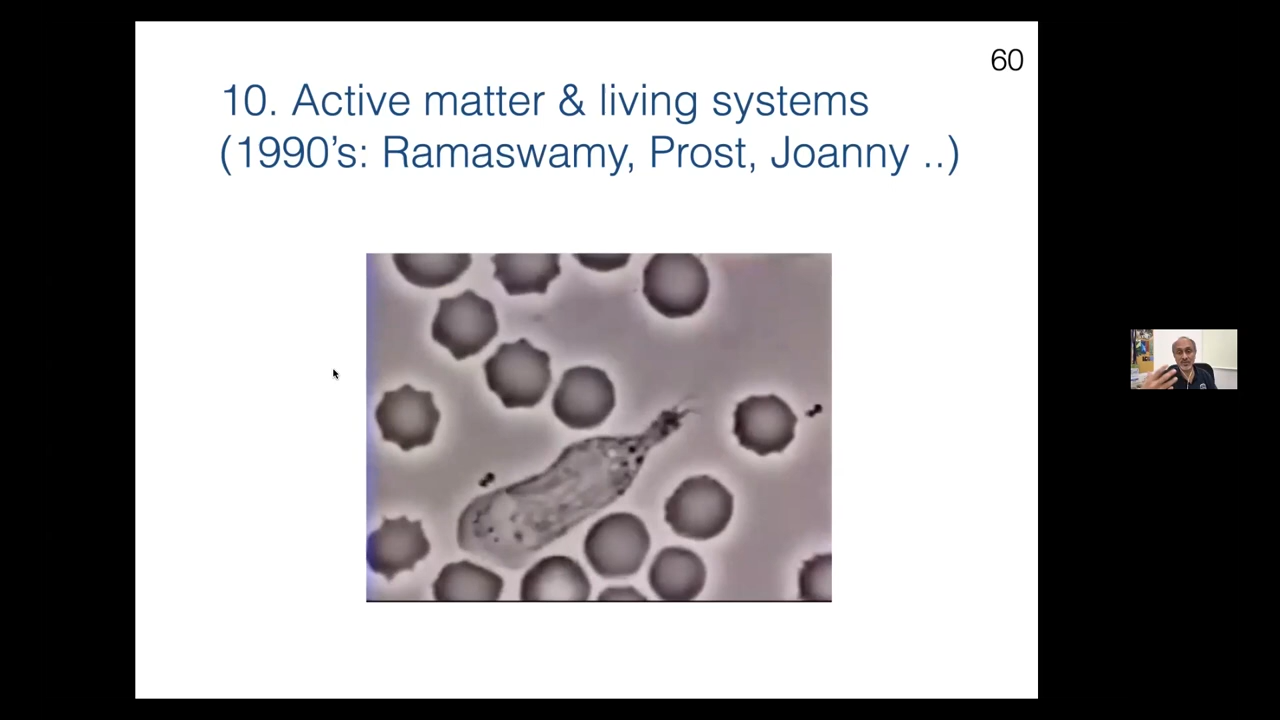 60
10. Active matter & living systems
(1990’s: Ramaswamy, Prost, Joanny ..)